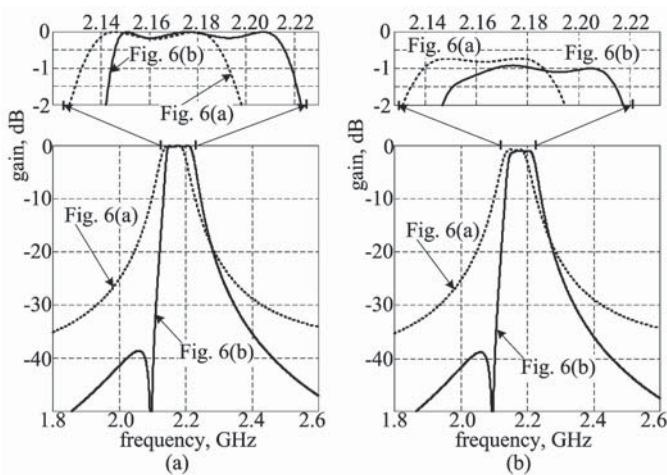 2.14 2.16 2.18 2.20 2.22
0
-1
-2
Fig. 6(b)
Fig. 6(a)
gain, dB
0
-10
-20
-30
-40
Fig. 6(a)
Fig. 6(b)
1.8 2.0 2.2 2.4 2.6
frequency, GHz
(a)
2.14 2.16 2.18 2.20 2.22
0
-1
-2
Fig. 6(a)
Fig. 6(b)
gain, dB
0
-10
-20
-30
-40
Fig. 6(a)
Fig. 6(b)
1.8 2.0 2.2 2.4 2.6
frequency, GHz
(b)